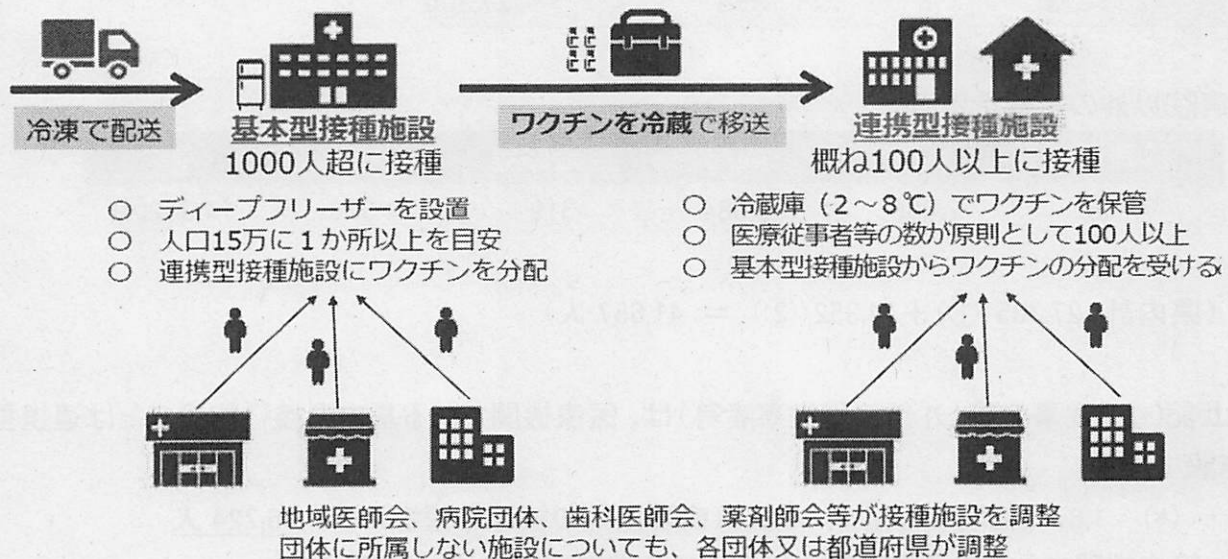 冷凍で配送
基本型接種施設
1000人超に接種
○ ディープフリーザーを設置
○ 人口15万に1か所以上を目安
○ 連携型接種施設にワクチンを分配
ワクチンを冷蔵で移送
連携型接種施設
概ね100人以上に接種
○ 冷蔵庫（2～8℃）でワクチンを保管
○ 医療従事者等の数が原則として100人以上
○ 基本型接種施設からワクチンの分配を受ける
地域医師会、病院団体、歯科医師会、薬剤師会等が接種施設を調整
団体に所属しない施設についても、各団体又は都道府県が調整